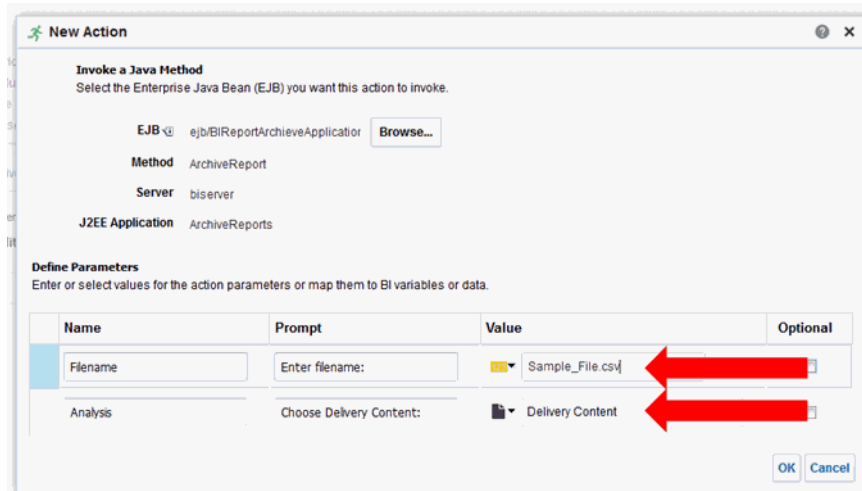 New Action
Invoke a Java Method
Select the Enterprise Java Bean (EJB) you want this action to invoke.
EJB ejb/BIReportArchieveApplication Browse...
Method ArchiveReport
Server biserver
J2EE Application ArchiveReports
Define Parameters
Enter or select values for the action parameters or map them to BI variables or data.
Name Prompt Value Optional
Filename Enter filename: Sample_File.csv
Analysis Choose Delivery Content: Delivery Content
OK Cancel